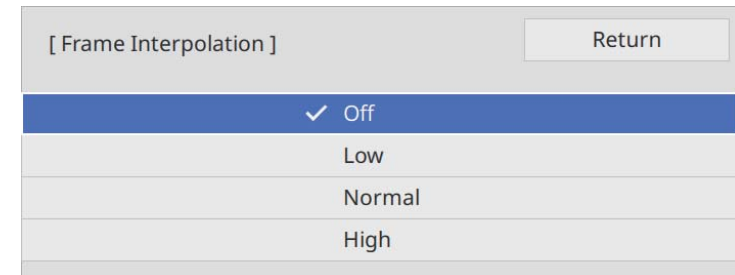 [ Frame Interpolation ]
Return
Off
Low
Normal
High